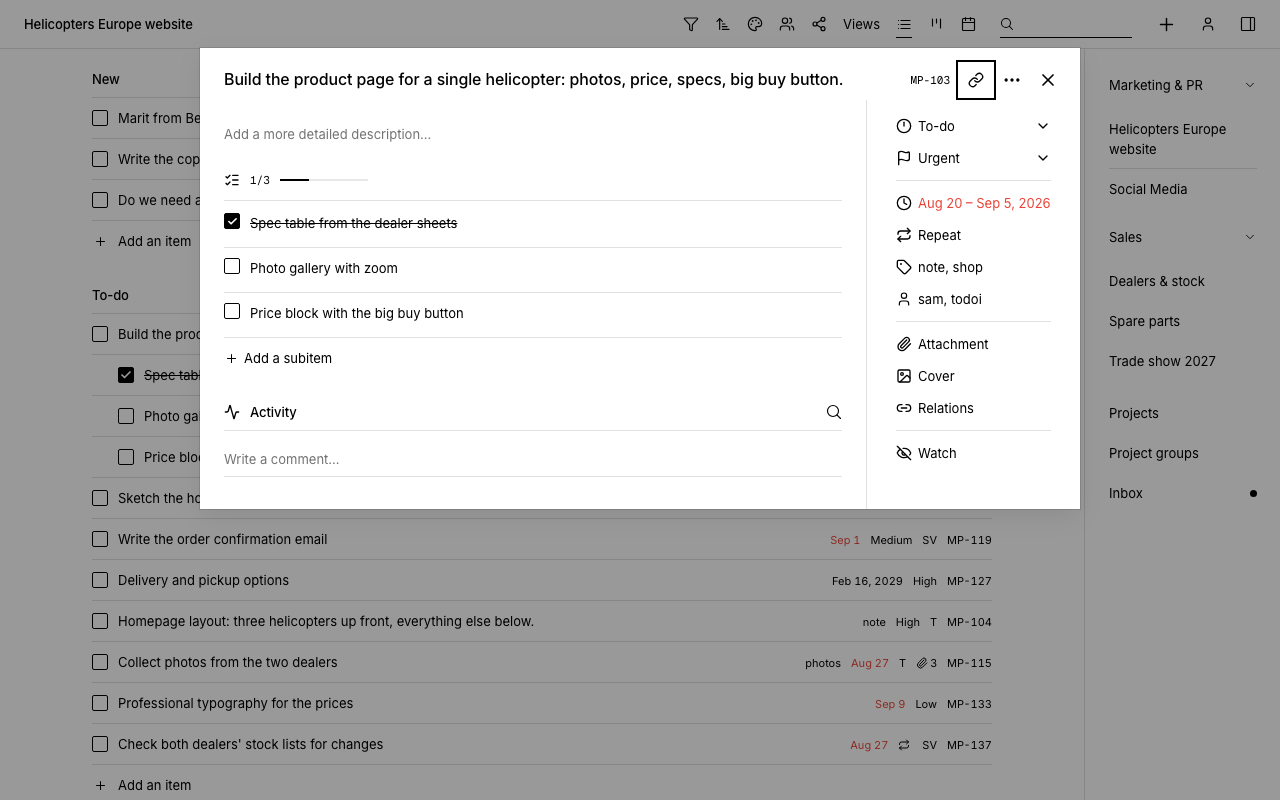 Helicopters Europe website
Views
New
Marit from Be
Write the cop
Do we need a
Add an item
To-do
Build the prod
Spec tabl
Photo gal
Price bloc
Sketch the ho
Write the order confirmation email Sep 1 Medium SV MP-119
Delivery and pickup options Feb 16, 2029 High MP-127
Homepage layout: three helicopters up front, everything else below. note High T MP-104
Collect photos from the two dealers photos Aug 27 T 3 MP-115
Professional typography for the prices Sep 9 Low MP-133
Check both dealers' stock lists for changes Aug 27 SV MP-137
Add an item
Build the product page for a single helicopter: photos, price, specs, big buy button. MP-103
Add a more detailed description...
1/3
Spec table from the dealer sheets
Photo gallery with zoom
Price block with the big buy button
Add a subitem
Activity
Write a comment...
To-do
Urgent
Aug 20 – Sep 5, 2026
Repeat
note, shop
sam, todoi
Attachment
Cover
Relations
Watch
Marketing & PR
Helicopters Europe
website
Social Media
Sales
Dealers & stock
Spare parts
Trade show 2027
Projects
Project groups
Inbox